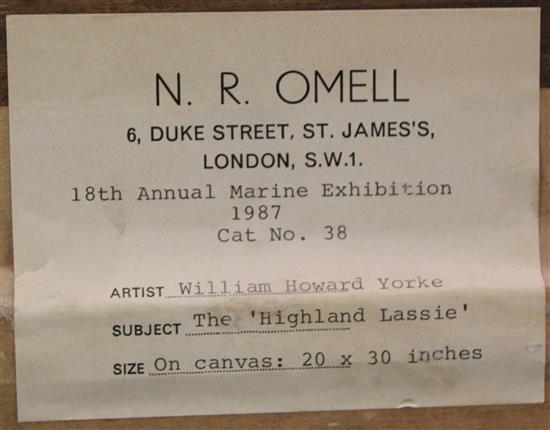 N. R. OMELL
6, DUKE STREET, ST. JAMES'S,
LONDON, S.W.1.
18th Annual Marine Exhibition
1987
Cat No. 38
ARTIST William Howard Yorke
SUBJECT The 'Highland Lassie'
SIZE On canvas: 20 x 30 inches